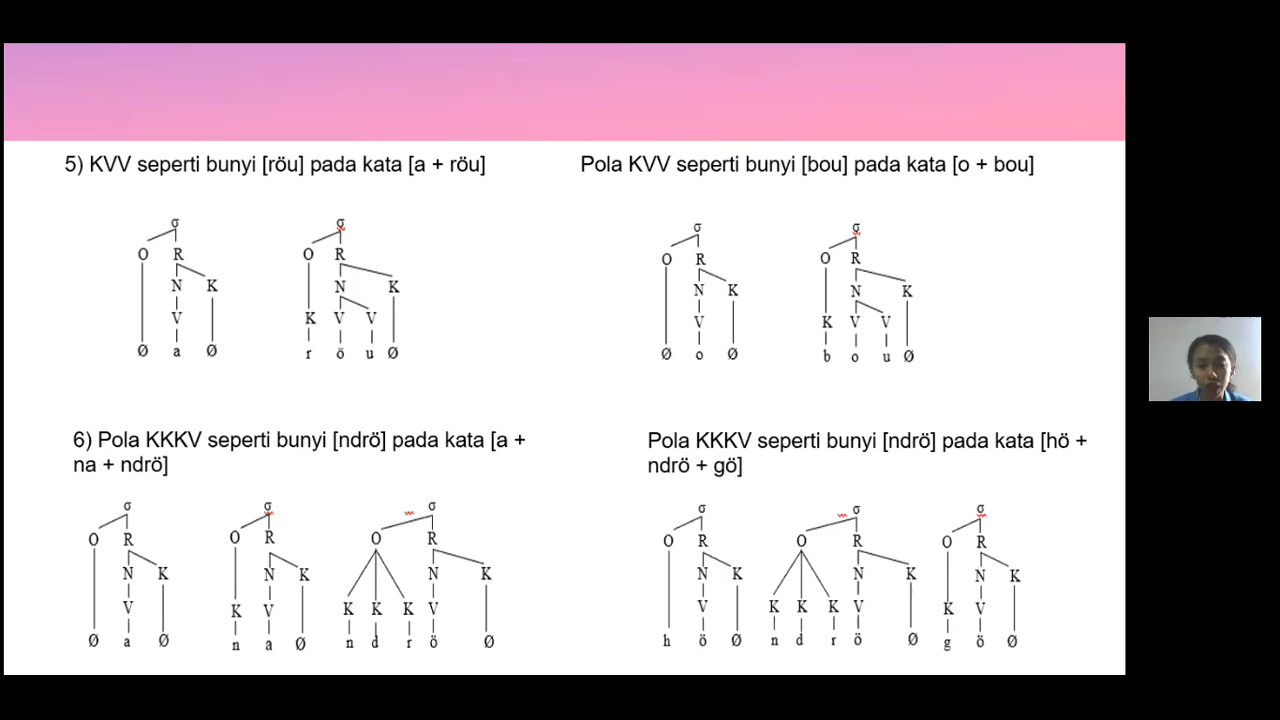 5) KVV seperti bunyi [röu] pada kata [a + röu]
σ σ
O R O R
N K N K
V K V V
Ø a Ø r ö u Ø
Pola KVV seperti bunyi [bou] pada kata [o + bou]
σ σ
O R O R
N K N K
V K V V
Ø o Ø b o u Ø
6) Pola KKKV seperti bunyi [ndrö] pada kata [a +
na + ndrö]
σ σ σ
O R O R O R
N K N K N K
V K V K K K V
Ø a Ø n a Ø n d r ö Ø
Pola KKKV seperti bunyi [ndrö] pada kata [hö +
ndrö + gö]
σ σ σ
O R O R O R
N K N K N K
V K K K V K V
h ö Ø n d r ö Ø g ö Ø